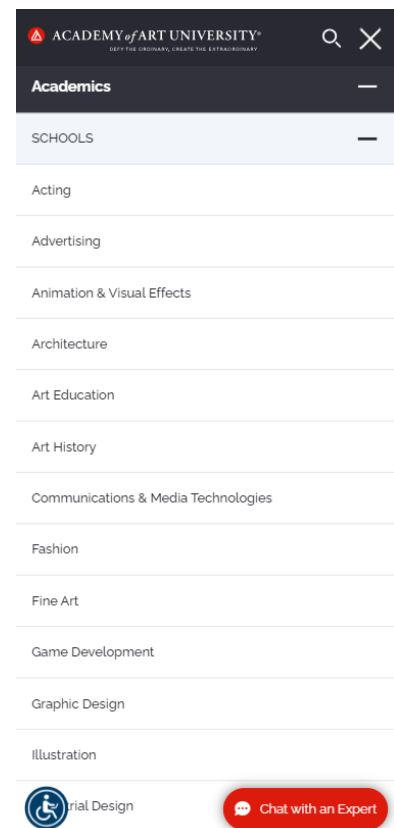 ACADEMY of ART UNIVERSITY®
DEFY THE ORDINARY, CREATE THE EXTRAORDINARY
Academics
SCHOOLS
Acting
Advertising
Animation & Visual Effects
Architecture
Art Education
Art History
Communications & Media Technologies
Fashion
Fine Art
Game Development
Graphic Design
Illustration
trial Design
Chat with an Expert